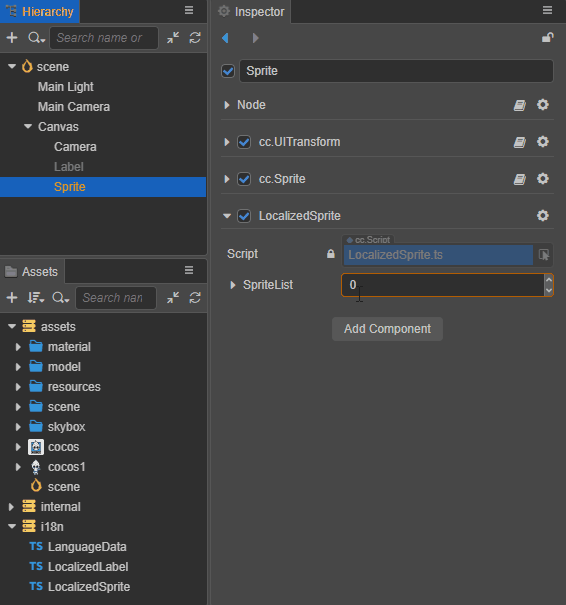 Hierarchy
Search name or
scene
Main Light
Main Camera
Canvas
Camera
Label
Sprite
Assets
Search nam
assets
material
model
resources
scene
skybox
cocos
cocos1
scene
internal
i18n
TS LanguageData
TS LocalizedLabel
TS LocalizedSprite
Inspector
Sprite
Node
cc.UITransform
cc.Sprite
LocalizedSprite
cc.Script
Script
LocalizedSprite.ts
SpriteList
0
Add Component